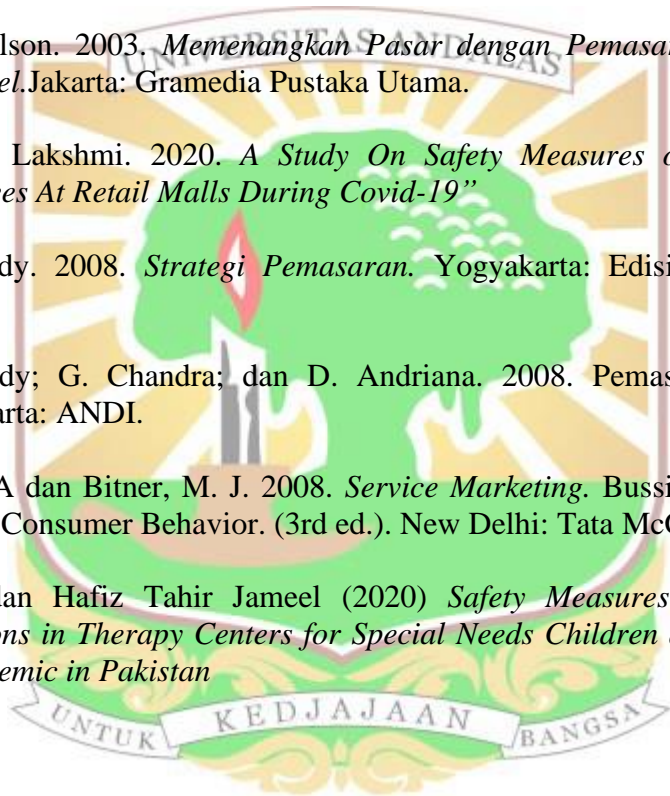 UNIVERSITAS ANDALAS
lson. 2003. Memenangkan Pasar dengan Pemasar
el.Jakarta: Gramedia Pustaka Utama.
Lakshmi. 2020. A Study On Safety Measures o
es At Retail Malls During Covid-19”
dy. 2008. Strategi Pemasaran. Yogyakarta: Edisi
dy; G. Chandra; dan D. Andriana. 2008. Pemas
arta: ANDI.
A dan Bitner, M. J. 2008. Service Marketing. Bussi
Consumer Behavior. (3rd ed.). New Delhi: Tata McG
dan Hafiz Tahir Jameel (2020) Safety Measures
ons in Therapy Centers for Special Needs Children
emic in Pakistan
UNTUK KEDJAJAAN BANGSA